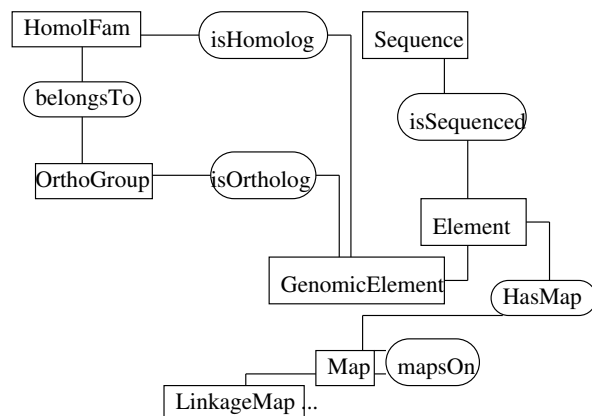 HomolFam
isHomolog
Sequence
belongsTo
isSequenced
OrthoGroup
isOrtholog
Element
GenomicElement
HasMap
Map
mapsOn
LinkageMap ...